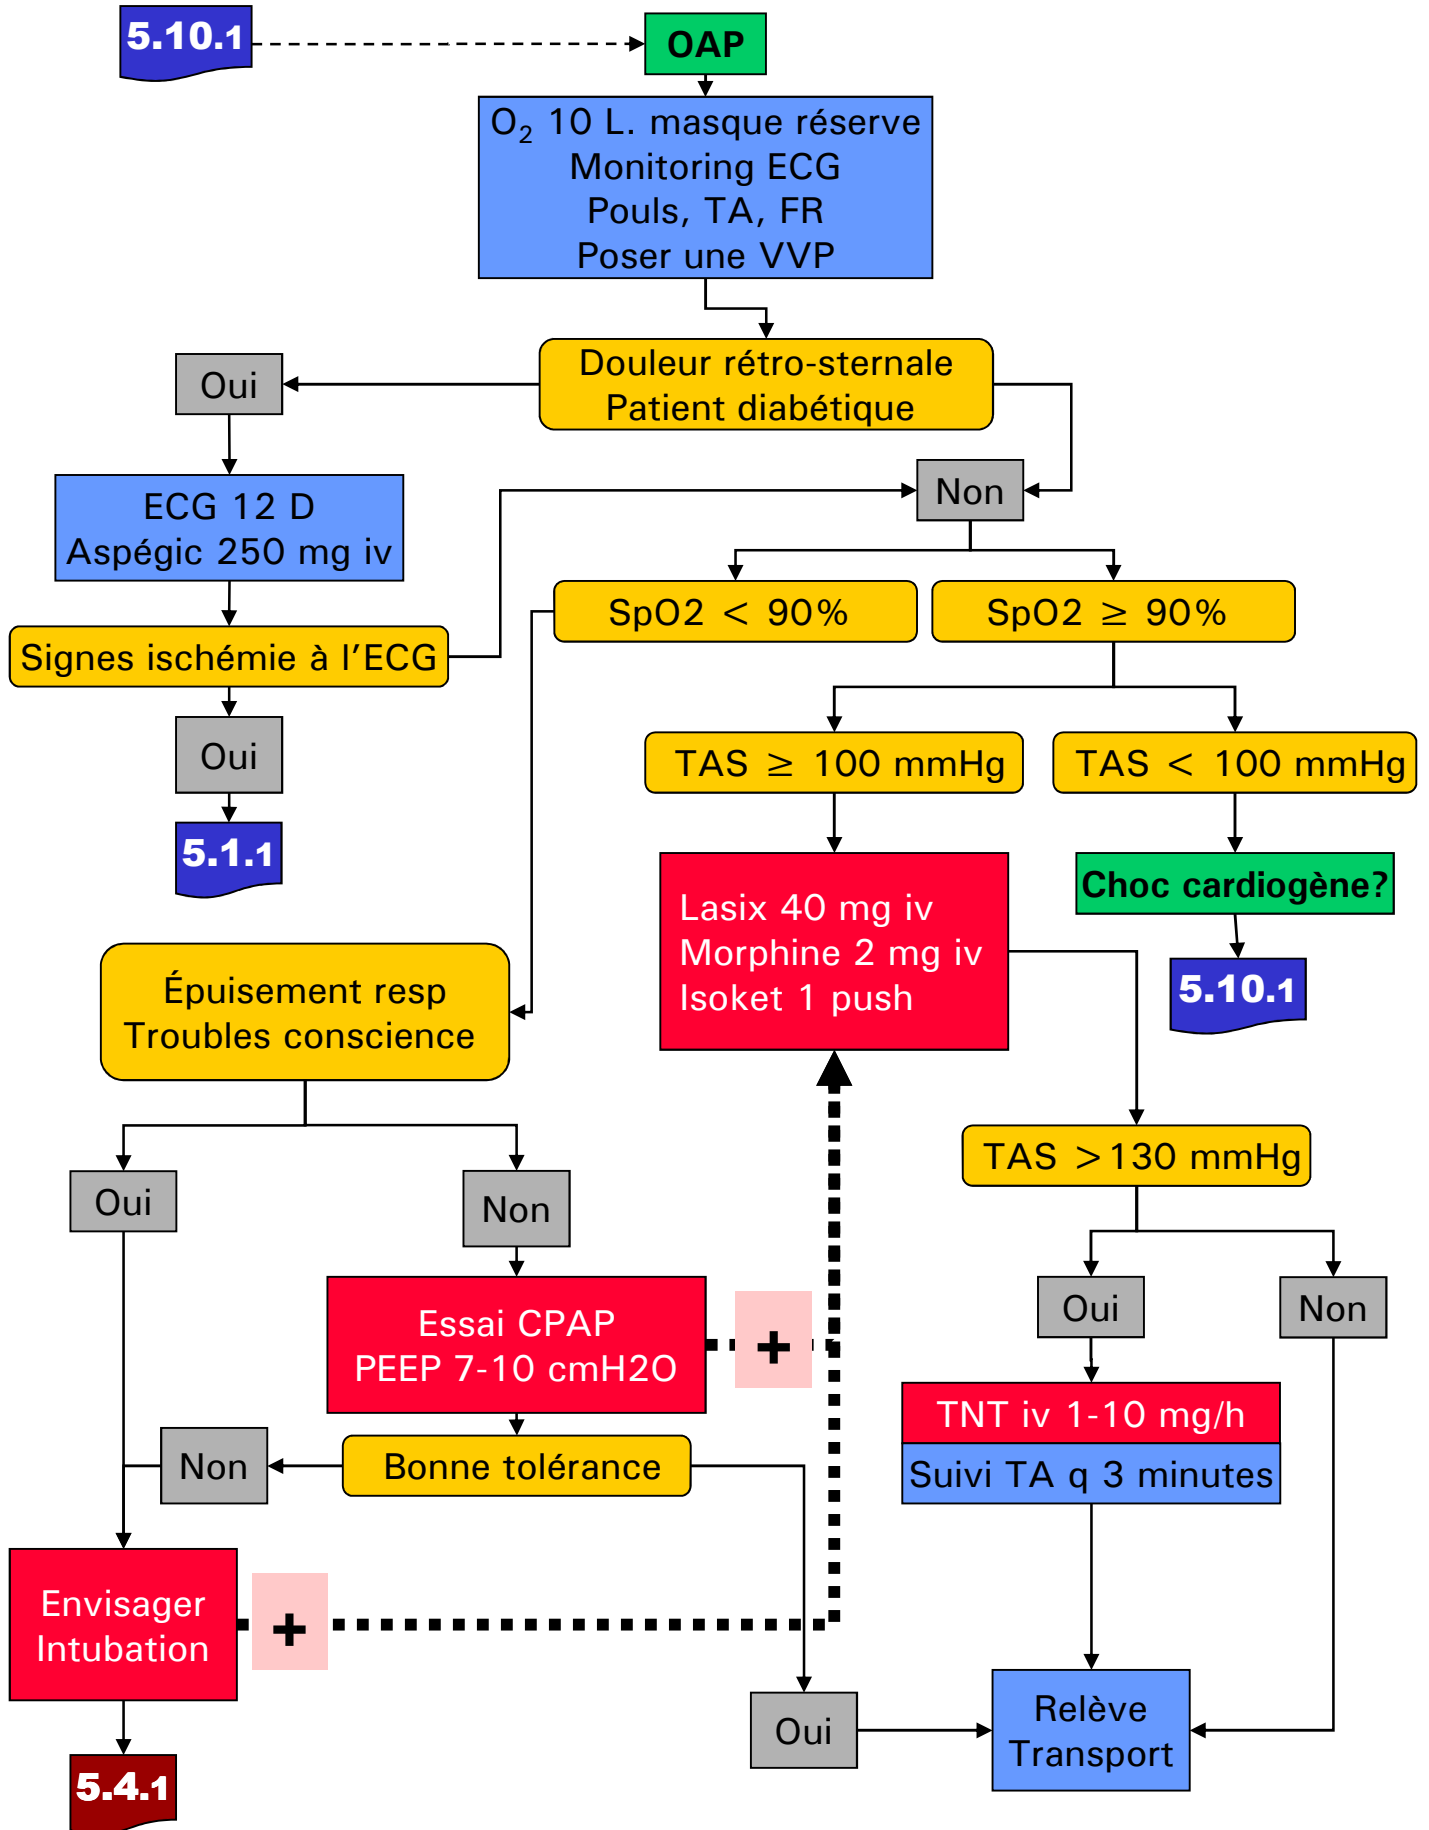 5.10.1
OAP
O₂ 10 L. masque réserve
Monitoring ECG
Pouls, TA, FR
Poser une VVP
Douleur rétro-sternale
Patient diabétique
Oui
Non
ECG 12 D
Aspégic 250 mg iv
SpO2 < 90%
SpO2 ≥ 90%
Signes ischémie à l'ECG
Oui
TAS ≥ 100 mmHg
TAS < 100 mmHg
5.1.1
Lasix 40 mg iv
Morphine 2 mg iv
Isoket 1 push
Choc cardiogène?
5.10.1
Épuisement resp
Troubles conscience
TAS >130 mmHg
Oui
Non
Oui
Non
Essai CPAP
PEEP 7-10 cmH2O
+
TNT iv 1-10 mg/h
Suivi TA q 3 minutes
Non
Bonne tolérance
Envisager
Intubation
+
Oui
Relève
Transport
5.4.1